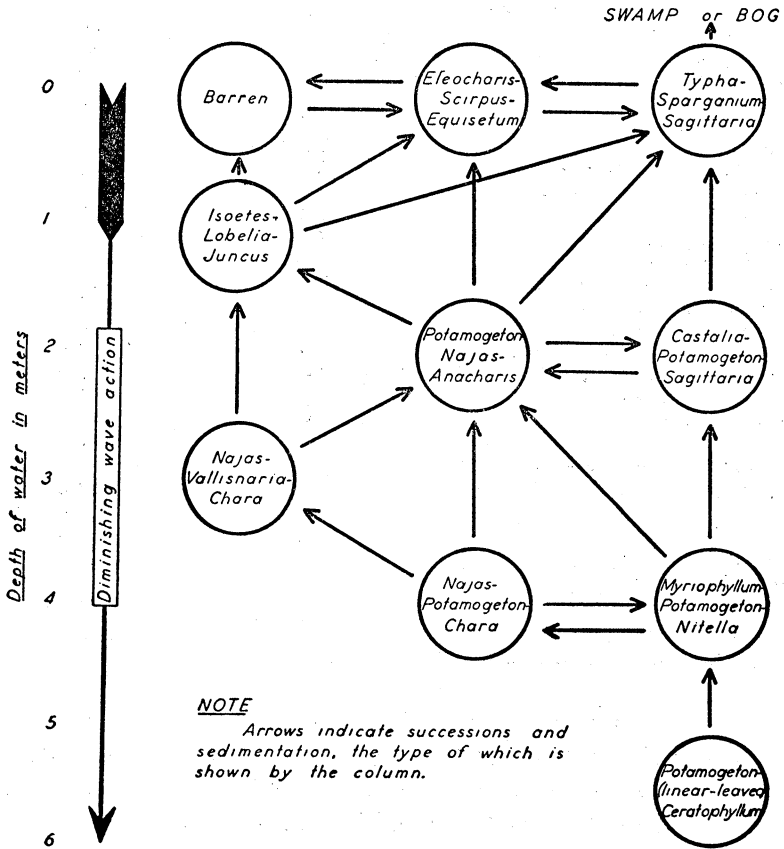 SWAMP or BOG
0
Barren
Eleocharis-
Scirpus-
Equisetum
Typha-
Sparganium
Sagittaria
1
Isoetes-
Lobelia-
Juncus
2
Potamogeton
Najas-
Anacharis
Castalia-
Potamogeton-
Sagittaria
Depth of water in meters
Diminishing wave action
3
Najas-
Vallisnaria-
Chara
4
Najas-
Potamogeton-
Chara
Myriophyllum-
Potamogeton-
Nitella
NOTE
Arrows indicate successions and
sedimentation, the type of which is
shown by the column.
5
Potamogeton-
(linear-leaved
Ceratophyllum
6